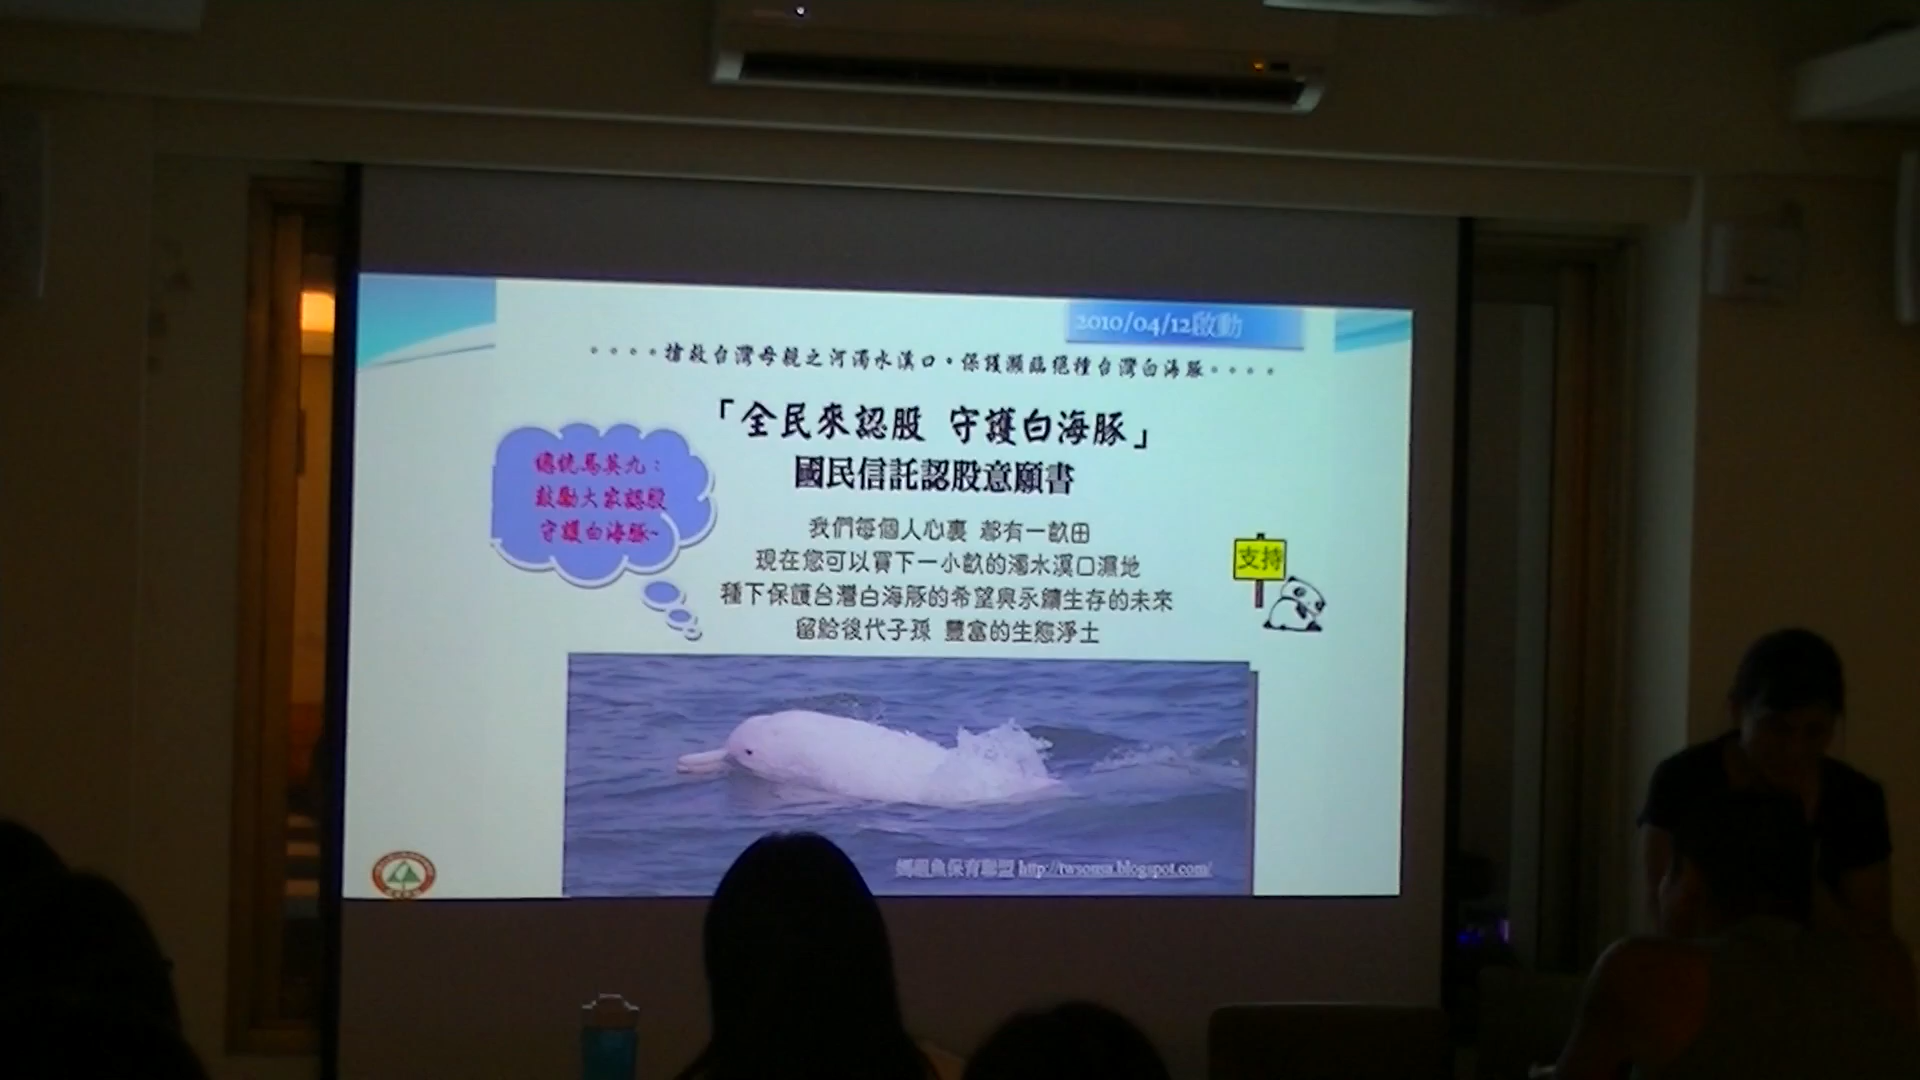 2010/04/12啟動
。。。。搶救台灣母親之河濁水溪口。保護瀕臨絕種台灣白海豚。。。。
「全民來認股 守護白海豚」
國民信託認股意願書
總統馬英九：
鼓勵大家認股
守護白海豚~
我們每個人心裏 都有一畝田
現在您可以買下一小畝的濁水溪口濕地
種下保護台灣白海豚的希望與永續生存的未來
留給後代子孫 豐富的生態淨土
支持
媽祖魚保育聯盟 http://twsousa.blogspot.com/